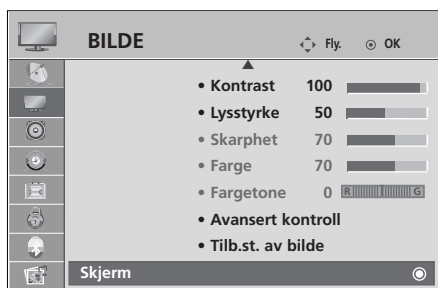 BILDE Fly. OK
• Kontrast 100
• Lysstyrke 50
• Skarphet 70
• Farge 70
• Fargetone 0 R G
• Avansert kontroll
• Tilb.st. av bilde
Skjerm